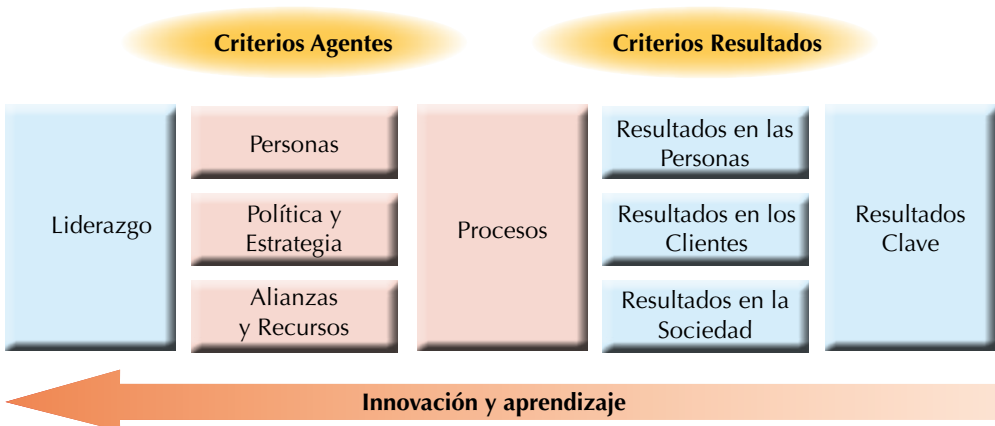 Criterios Agentes
Criterios Resultados
Liderazgo
Personas
Política y
Estrategia
Alianzas
y Recursos
Procesos
Resultados en las
Personas
Resultados en los
Clientes
Resultados en la
Sociedad
Resultados
Clave
Innovación y aprendizaje